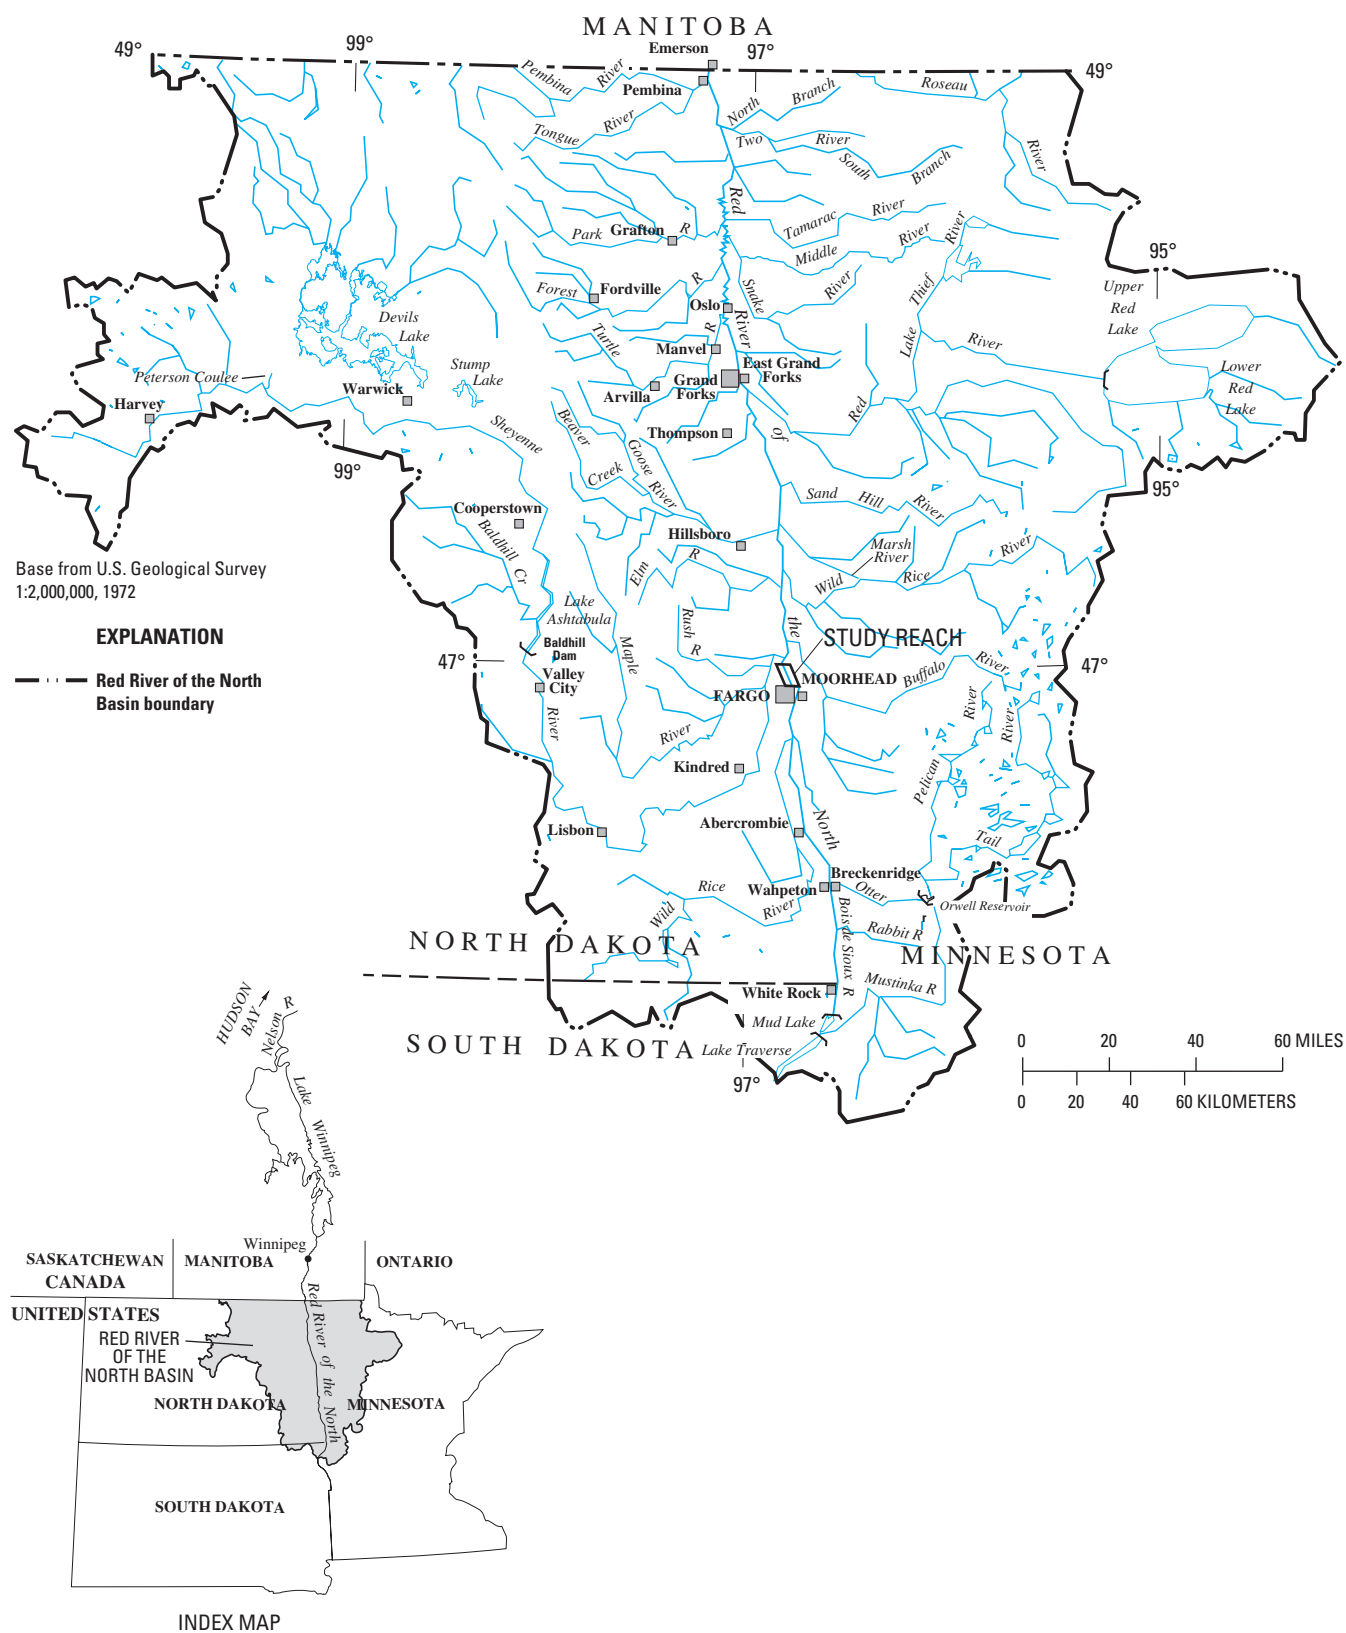 MANITOBA
Emerson
49°
99°
97°
49°
Pembina River
Pembina
North Branch
Roseau River
Tongue River
Two River
South Branch
Red River of the North
Tamarac River
Park R
Grafton
Middle River
Thief River
95°
Snake River
Upper
Red
Lake
Forest R
Fordville
Oslo
Devils
Lake
Turtle R
Manvel
Red Lake River
Stump
Lake
East Grand
Forks
Grand
Forks
Lower
Red
Lake
Peterson Coulee
Warwick
Arvilla
Harvey
Sheyenne River
Beaver Creek
Goose River
Thompson
99°
95°
Sand Hill River
Cooperstown
Baldhill Cr
Hillsboro
Marsh
River
Elm R
Wild Rice River
Base from U.S. Geological Survey
1:2,000,000, 1972
Lake
Ashtabula
Rush R
EXPLANATION
Red River of the North
Basin boundary
Maple River
Baldhill
Dam
STUDY REACH
47°
47°
Valley
City
MOORHEAD
FARGO
Buffalo River
Pelican River
River
Kindred
Lisbon
Abercrombie
Otter Tail
Breckenridge
Wahpeton
Wild Rice River
Orwell Reservoir
Bois de Sioux R
Rabbit R
NORTH DAKOTA
MINNESOTA
White Rock
Mustinka R
Mud Lake
SOUTH DAKOTA
Lake Traverse
97°
0 20 40 60 MILES
0 20 40 60 KILOMETERS
HUDSON
BAY
Nelson R
Lake Winnipeg
Winnipeg
SASKATCHEWAN
MANITOBA
ONTARIO
CANADA
UNITED STATES
Red River of the North
RED RIVER
OF THE
NORTH BASIN
NORTH DAKOTA
MINNESOTA
SOUTH DAKOTA
INDEX MAP